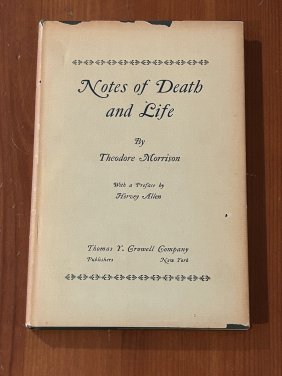 Notes of Death
and Life
By
Theodore Morrison
With a Preface by
Hervey Allen
Thomas Y. Crowell Company
Publishers New York